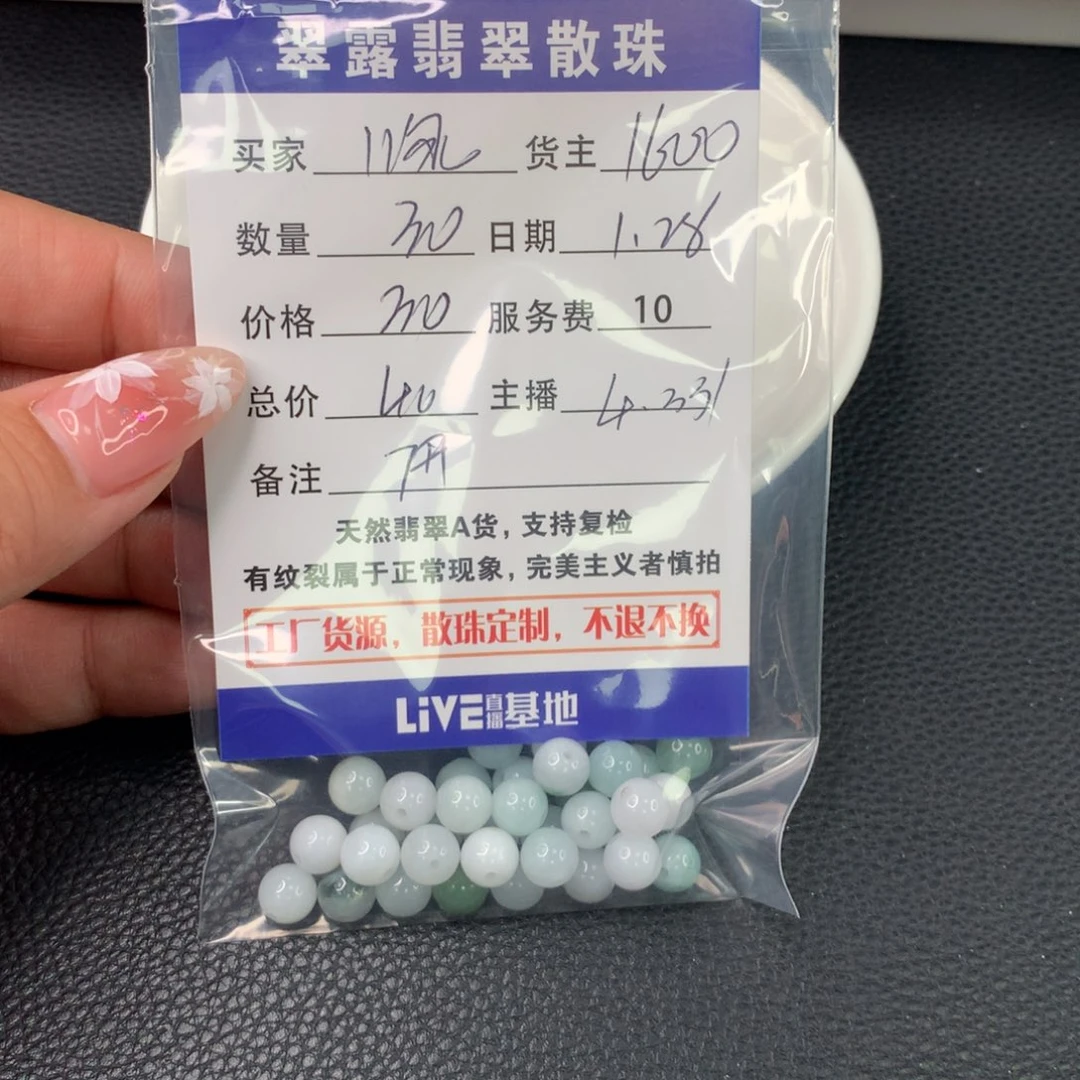 翠露翡翠散珠
买家 货主 1600
数量 30 日期 1.28
价格 服务费 10
总价 主播
备注
天然翡翠A货，支持复检
有纹裂属于正常现象，完美主义者慎拍
工厂货源，散珠定制，不退不换
LiVE直播基地